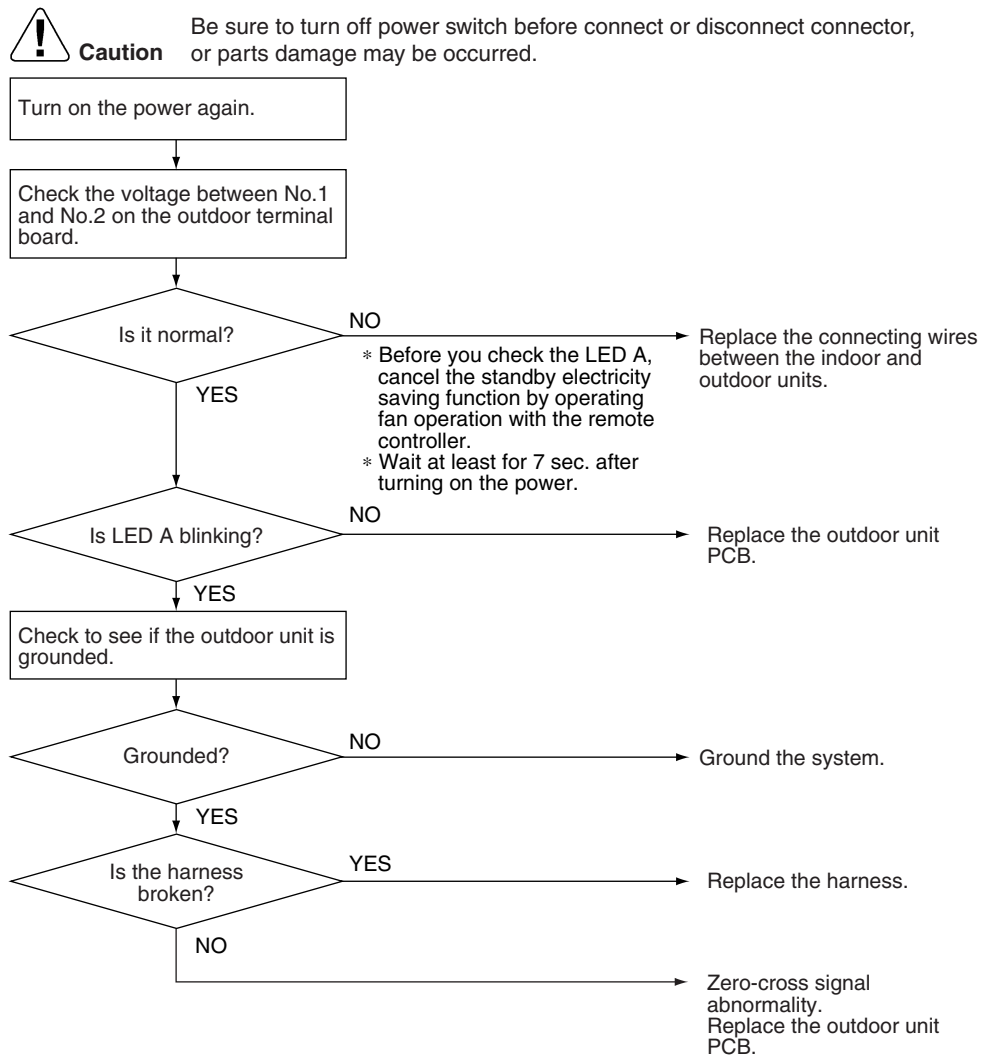 Be sure to turn off power switch before connect or disconnect connector,
Caution or parts damage may be occurred.
Turn on the power again.
Check the voltage between No.1
and No.2 on the outdoor terminal
board.
Is it normal?
NO
Replace the connecting wires
between the indoor and
outdoor units.
* Before you check the LED A,
cancel the standby electricity
saving function by operating
fan operation with the remote
controller.
* Wait at least for 7 sec. after
turning on the power.
YES
Is LED A blinking?
NO
Replace the outdoor unit
PCB.
YES
Check to see if the outdoor unit is
grounded.
Grounded?
NO
Ground the system.
YES
Is the harness
broken?
YES
Replace the harness.
NO
Zero-cross signal
abnormality.
Replace the outdoor unit
PCB.